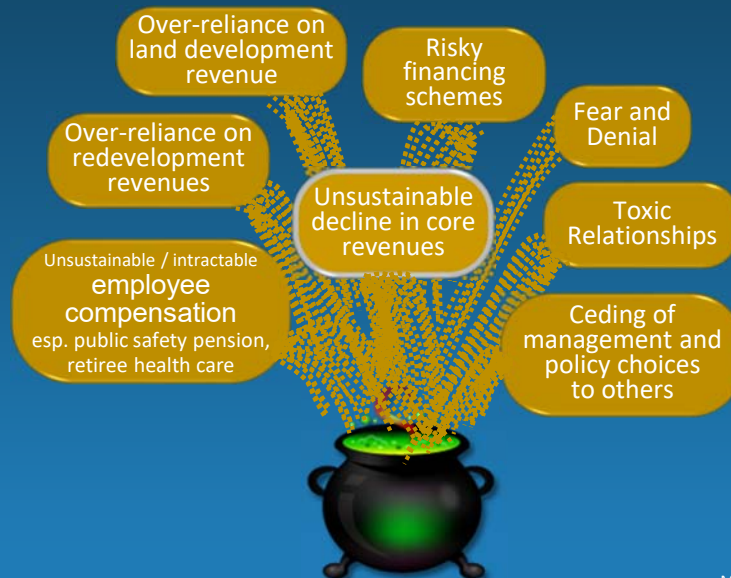 Over-reliance on
land development
revenue
Risky
financing
schemes
Fear and
Denial
Over-reliance on
redevelopment
revenues
Unsustainable
decline in core
revenues
Toxic
Relationships
Unsustainable / intractable
employee
compensation
esp. public safety pension,
retiree health care
Ceding of
management and
policy choices
to others